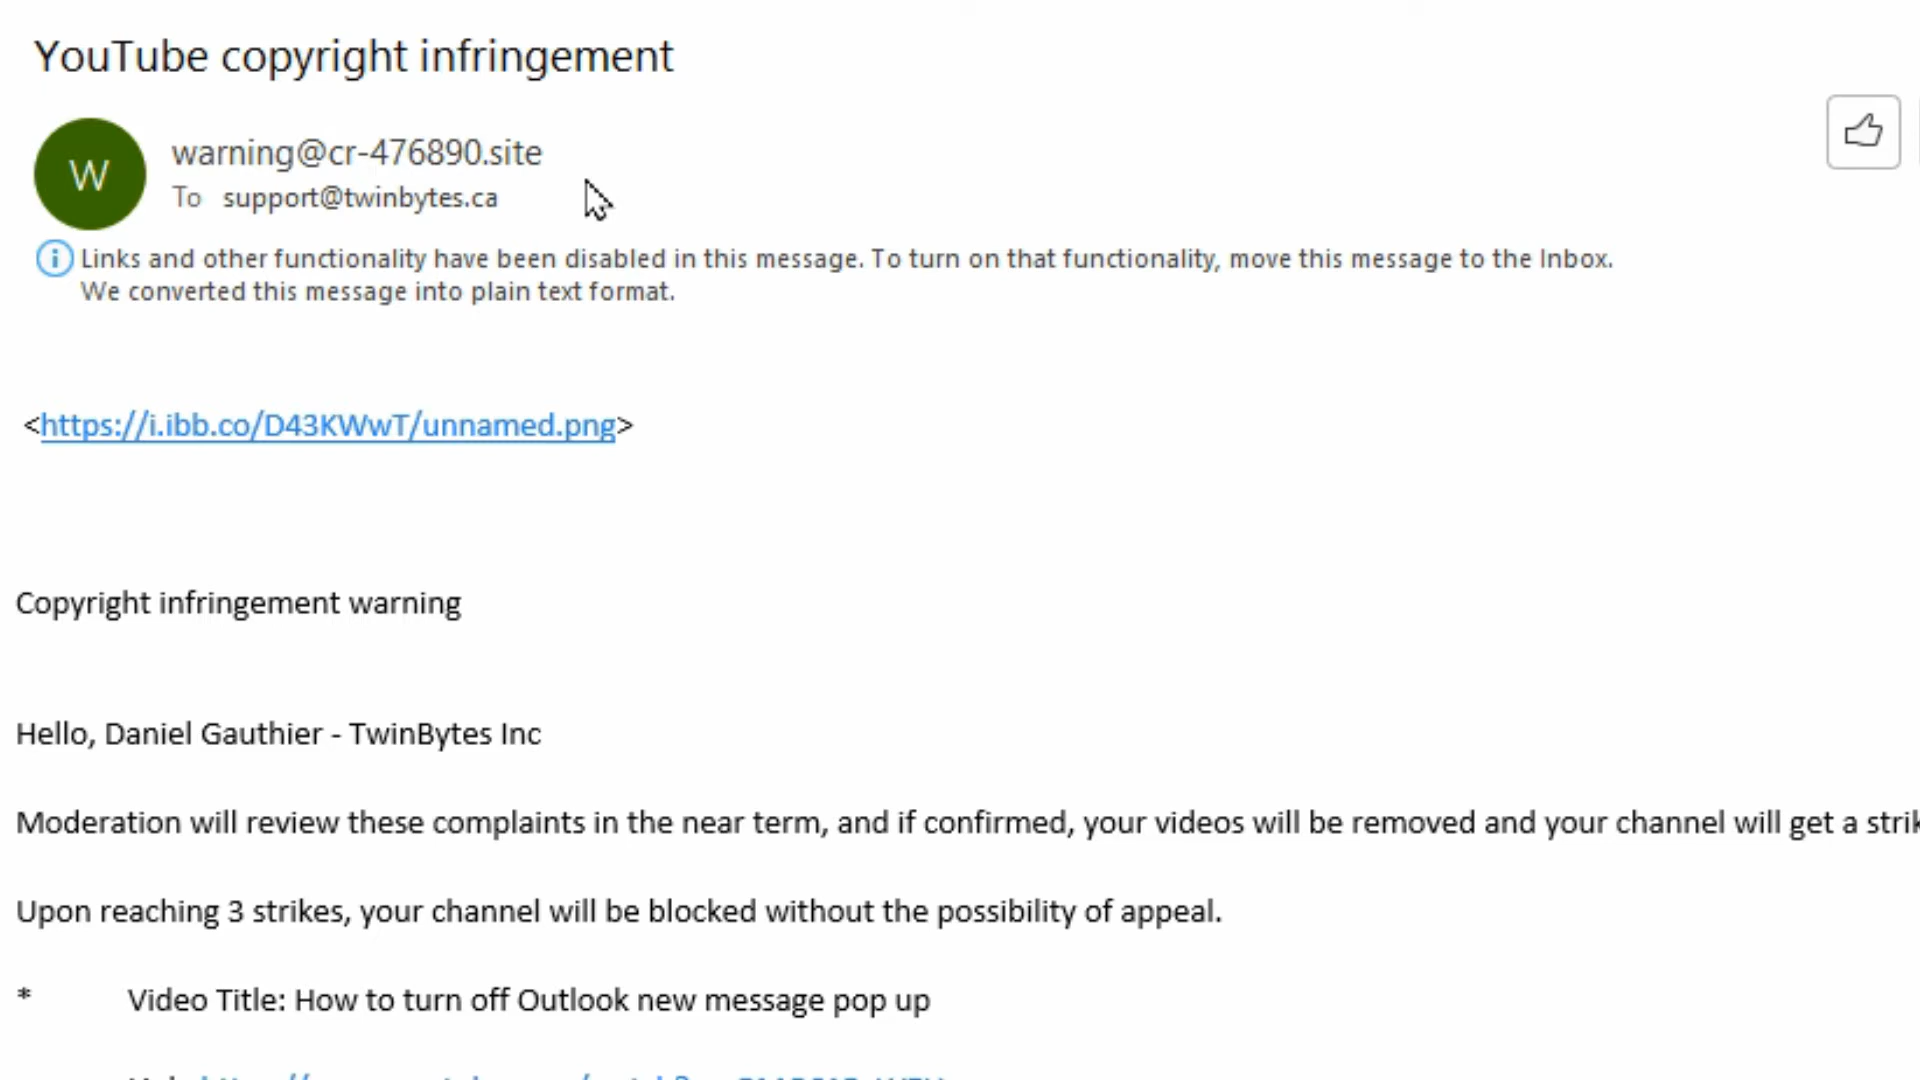 YouTube copyright infringement
W
warning@cr-476890.site
To support@twinbytes.ca
Links and other functionality have been disabled in this message. To turn on that functionality, move this message to the Inbox.
We converted this message into plain text format.
<https://i.ibb.co/D43KWwT/unnamed.png>
Copyright infringement warning
Hello, Daniel Gauthier - TwinBytes Inc
Moderation will review these complaints in the near term, and if confirmed, your videos will be removed and your channel will get a
Upon reaching 3 strikes, your channel will be blocked without the possibility of appeal.
* Video Title: How to turn off Outlook new message pop up